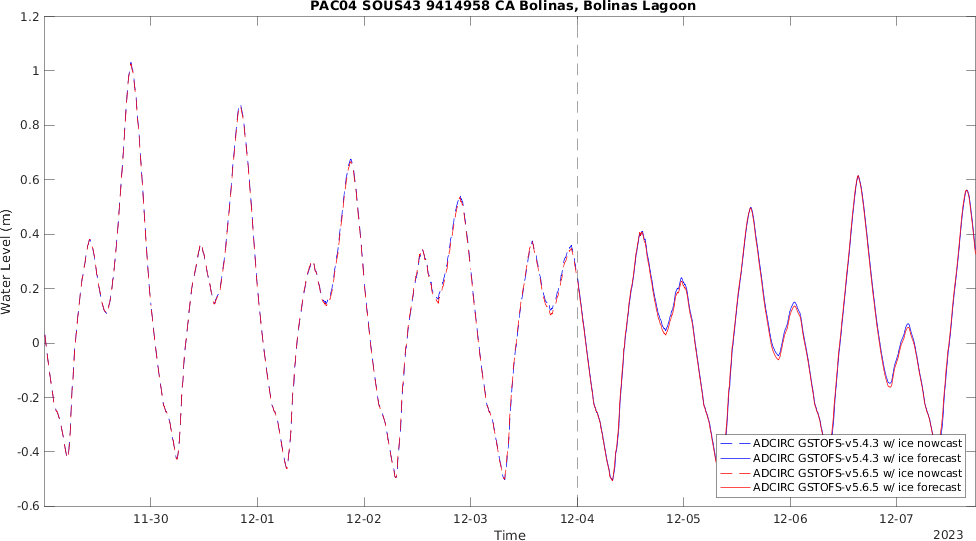 PAC04 SOUS43 9414958 CA Bolinas, Bolinas Lagoon
1.2
1
0.8
0.6
0.4
0.2
0
-0.2
-0.4
-0.6
Water Level (m)
ADCIRC GSTOFS-v5.4.3 w/ ice nowcast
ADCIRC GSTOFS-v5.4.3 w/ ice forecast
ADCIRC GSTOFS-v5.6.5 w/ ice nowcast
ADCIRC GSTOFS-v5.6.5 w/ ice forecast
11-30 12-01 12-02 12-03 12-04 12-05 12-06 12-07
Time
2023